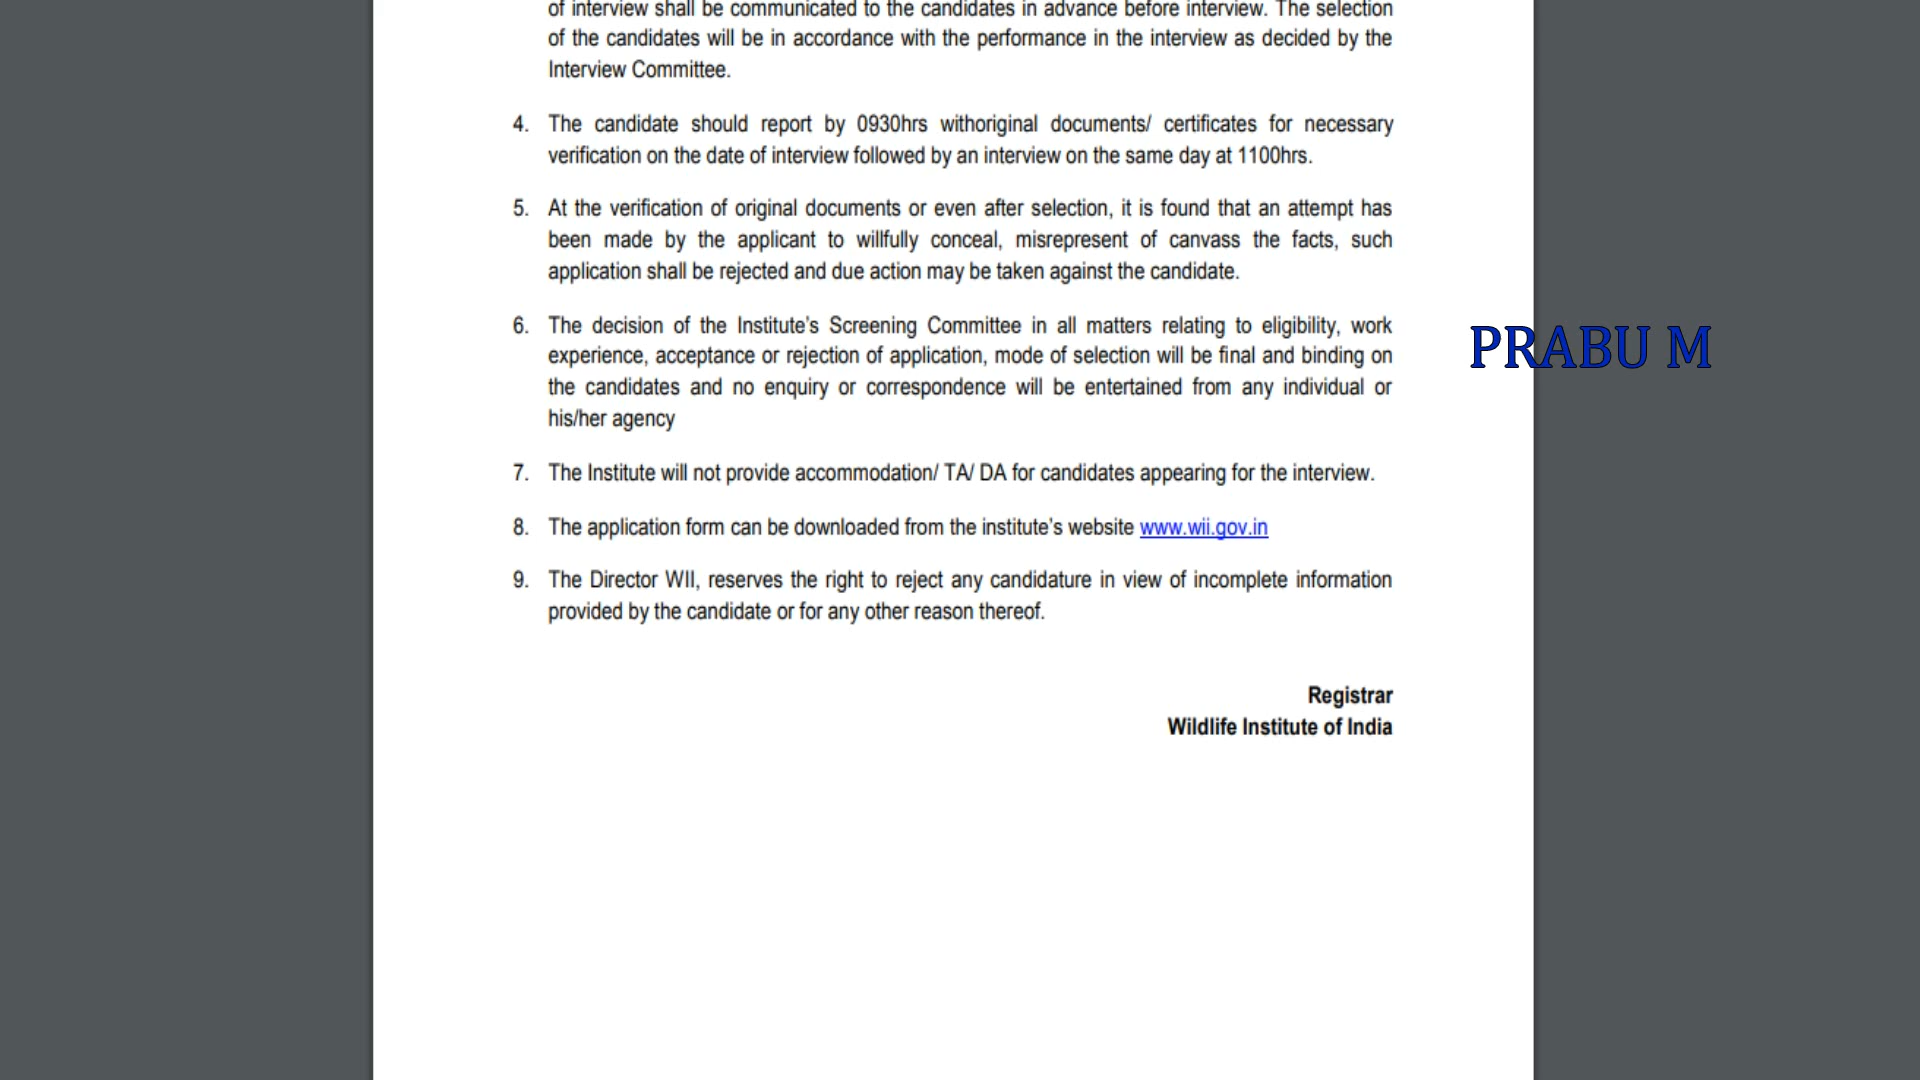 of interview shall be communicated to the candidates in advance before interview. The selection
of the candidates will be in accordance with the performance in the interview as decided by the
Interview Committee.
4. The candidate should report by 0930hrs withoriginal documents/ certificates for necessary
verification on the date of interview followed by an interview on the same day at 1100hrs.
5. At the verification of original documents or even after selection, it is found that an attempt has
been made by the applicant to willfully conceal, misrepresent of canvass the facts, such
application shall be rejected and due action may be taken against the candidate.
6. The decision of the Institute’s Screening Committee in all matters relating to eligibility, work
experience, acceptance or rejection of application, mode of selection will be final and binding on
the candidates and no enquiry or correspondence will be entertained from any individual or
his/her agency
PRABU M
7. The Institute will not provide accommodation/ TA/ DA for candidates appearing for the interview.
8. The application form can be downloaded from the institute’s website www.wii.gov.in
9. The Director WII, reserves the right to reject any candidature in view of incomplete information
provided by the candidate or for any other reason thereof.
Registrar
Wildlife Institute of India